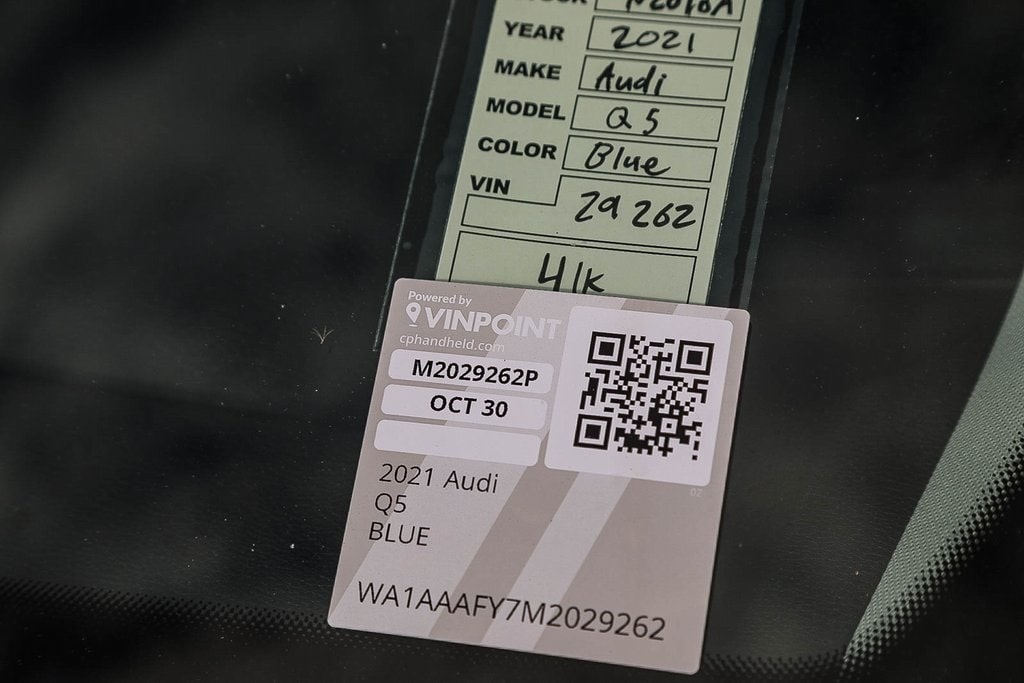 YEAR 2021
MAKE Audi
MODEL Q5
COLOR Blue
VIN 29262
41k
Powered by
VINPOINT
cphandheld.com
M2029262P
OCT 30
2021 Audi
Q5
BLUE
02
WA1AAAFY7M2029262